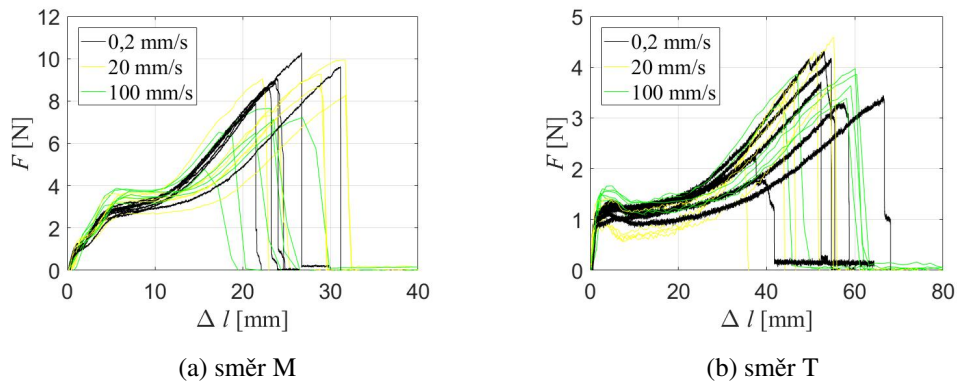 12
10
8
6
4
2
0
F [N]
0,2 mm/s
20 mm/s
100 mm/s
0 10 20 30 40
Δ l [mm]
(a) směr M
5
4
3
2
1
0
F [N]
0,2 mm/s
20 mm/s
100 mm/s
0 20 40 60 80
Δ l [mm]
(b) směr T